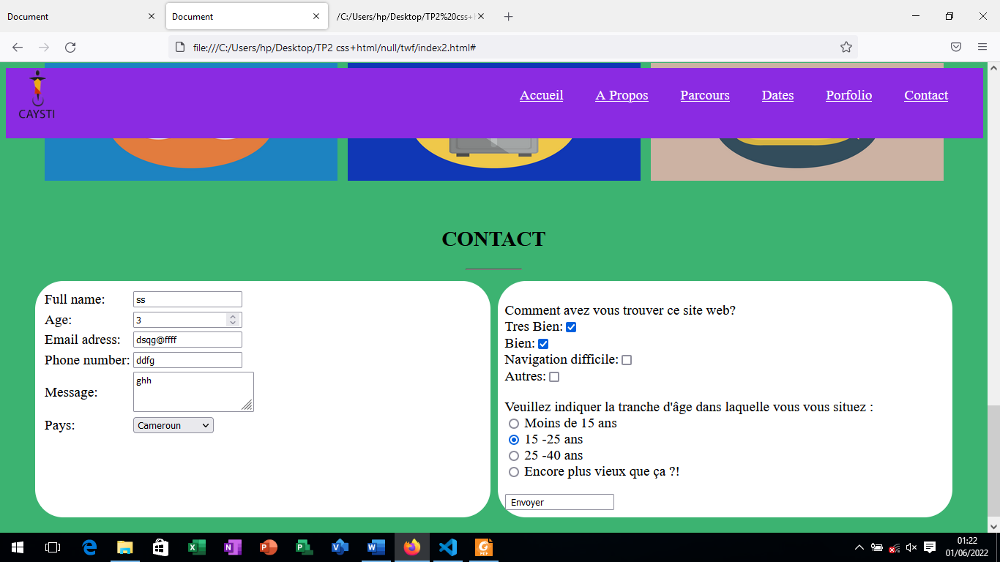 Document
Document
/C:/Users/hp/Desktop/TP2%20css+
file:///C:/Users/hp/Desktop/TP2 css+html/null/twf/index2.html#
CAYSTI
Accueil A Propos Parcours Dates Porfolio Contact
CONTACT
Full name: ss
Age: 3
Email adress: dsqg@ffff
Phone number: ddfg
Message: ghh
Pays: Cameroun
Comment avez vous trouver ce site web?
Tres Bien:
Bien:
Navigation difficile:
Autres:
Veuillez indiquer la tranche d'âge dans laquelle vous vous situez :
Moins de 15 ans
15 -25 ans
25 -40 ans
Encore plus vieux que ça ?!
Envoyer
01:22
01/06/2022